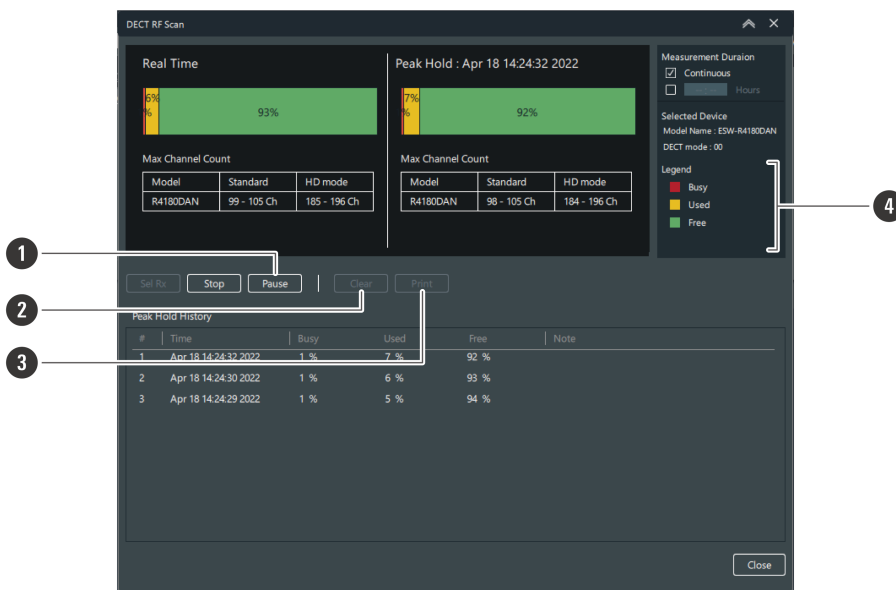 DECT RF Scan
Real Time
6%
%
93%
Max Channel Count
Model Standard HD mode
R4180DAN 99 - 105 Ch 185 - 196 Ch
Peak Hold : Apr 18 14:24:32 2022
7%
%
92%
Max Channel Count
Model Standard HD mode
R4180DAN 98 - 105 Ch 184 - 196 Ch
Measurement Duraion
Continuous
Hours
Selected Device
Model Name : ESW-R4180DAN
DECT mode : 00
Legend
Busy
Used
Free
4
1
2
3
Sel Rx Stop Pause Clear Print
Peak Hold History
# Time Busy Used Free Note
1 Apr 18 14:24:32 2022 1 % 7 % 92 %
2 Apr 18 14:24:30 2022 1 % 6 % 93 %
3 Apr 18 14:24:29 2022 1 % 5 % 94 %
Close